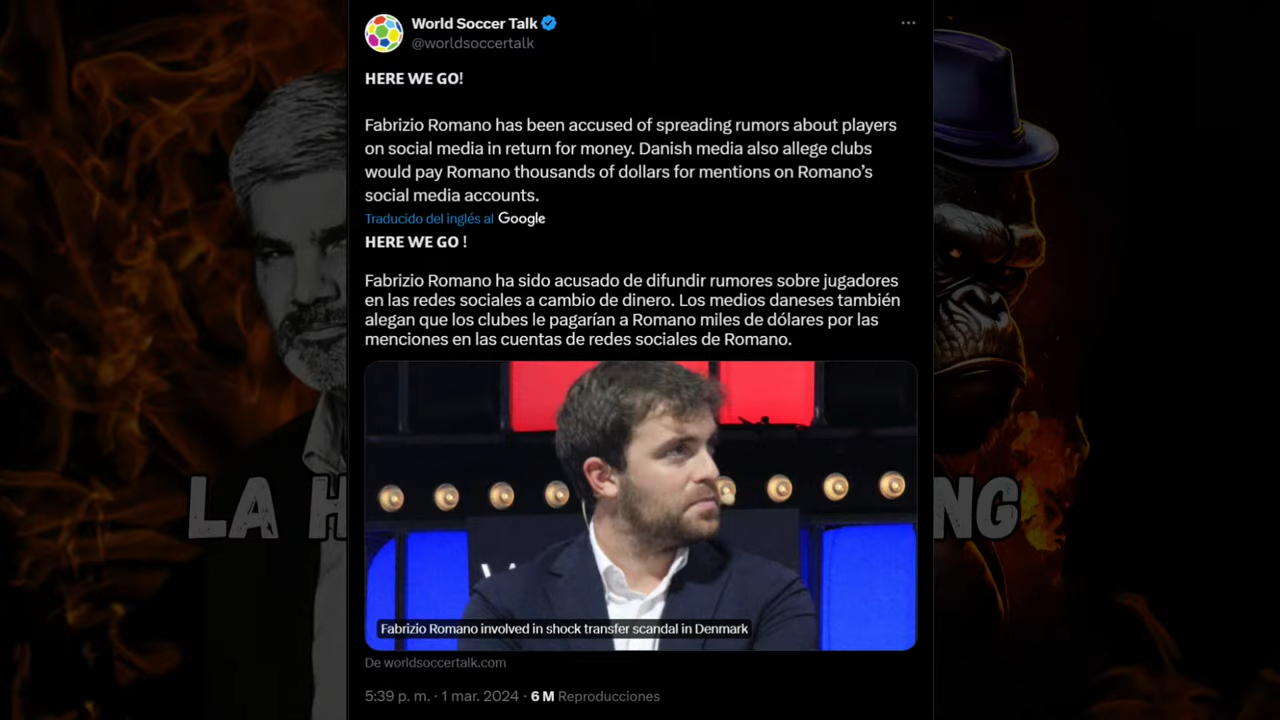 World Soccer Talk
@worldsoccertalk
HERE WE GO!
Fabrizio Romano has been accused of spreading rumors about players
on social media in return for money. Danish media also allege clubs
would pay Romano thousands of dollars for mentions on Romano’s
social media accounts.
Traducido del inglés al Google
HERE WE GO !
Fabrizio Romano ha sido acusado de difundir rumores sobre jugadores
en las redes sociales a cambio de dinero. Los medios daneses también
alegan que los clubes le pagarían a Romano miles de dólares por las
menciones en las cuentas de redes sociales de Romano.
LA H
NG
Fabrizio Romano involved in shock transfer scandal in Denmark
De worldsoccertalk.com
5:39 p. m. · 1 mar. 2024 · 6 M Reproducciones